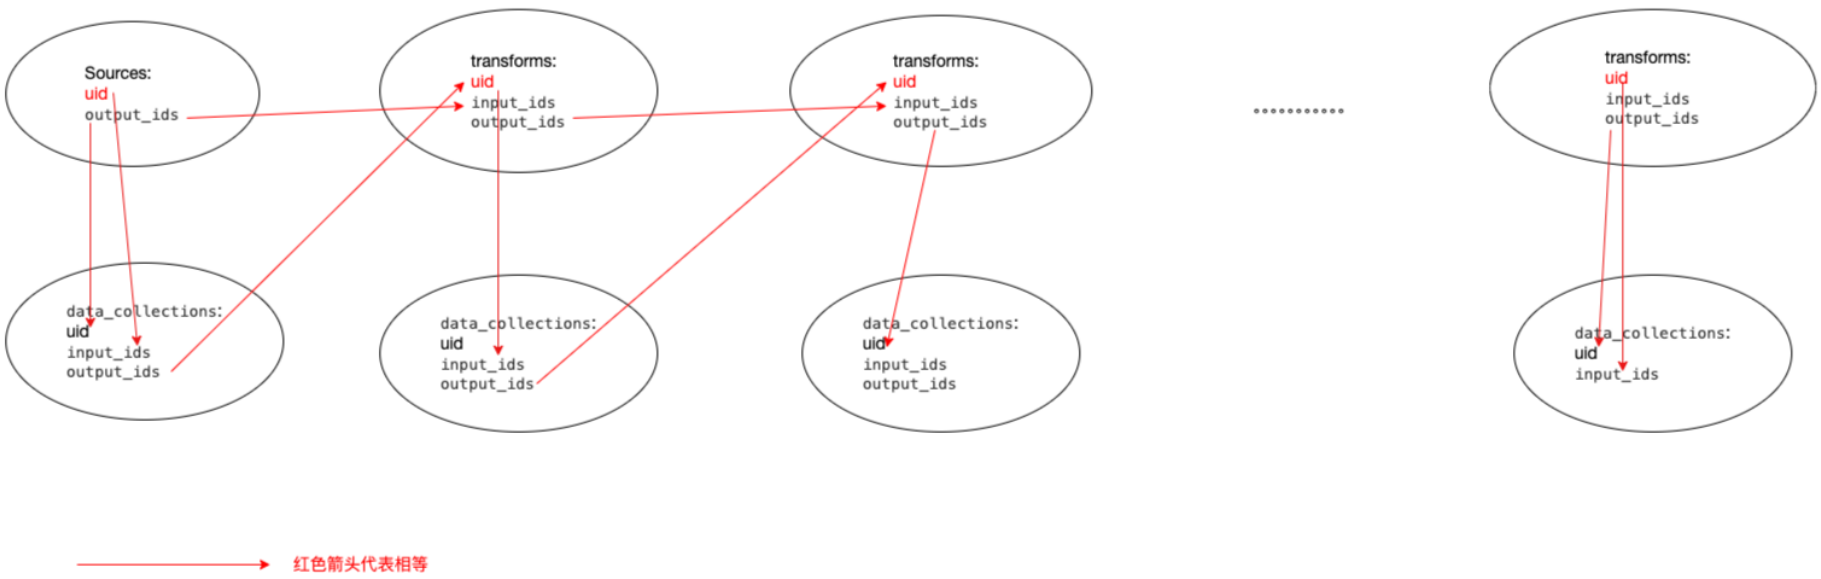 Sources:
uid
output_ids
transforms:
uid
input_ids
output_ids
transforms:
uid
input_ids
output_ids
transforms:
uid
input_ids
output_ids
data_collections:
uid
input_ids
output_ids
data_collections:
uid
input_ids
output_ids
data_collections:
uid
input_ids
output_ids
data_collections:
uid
input_ids
红色箭头代表相等